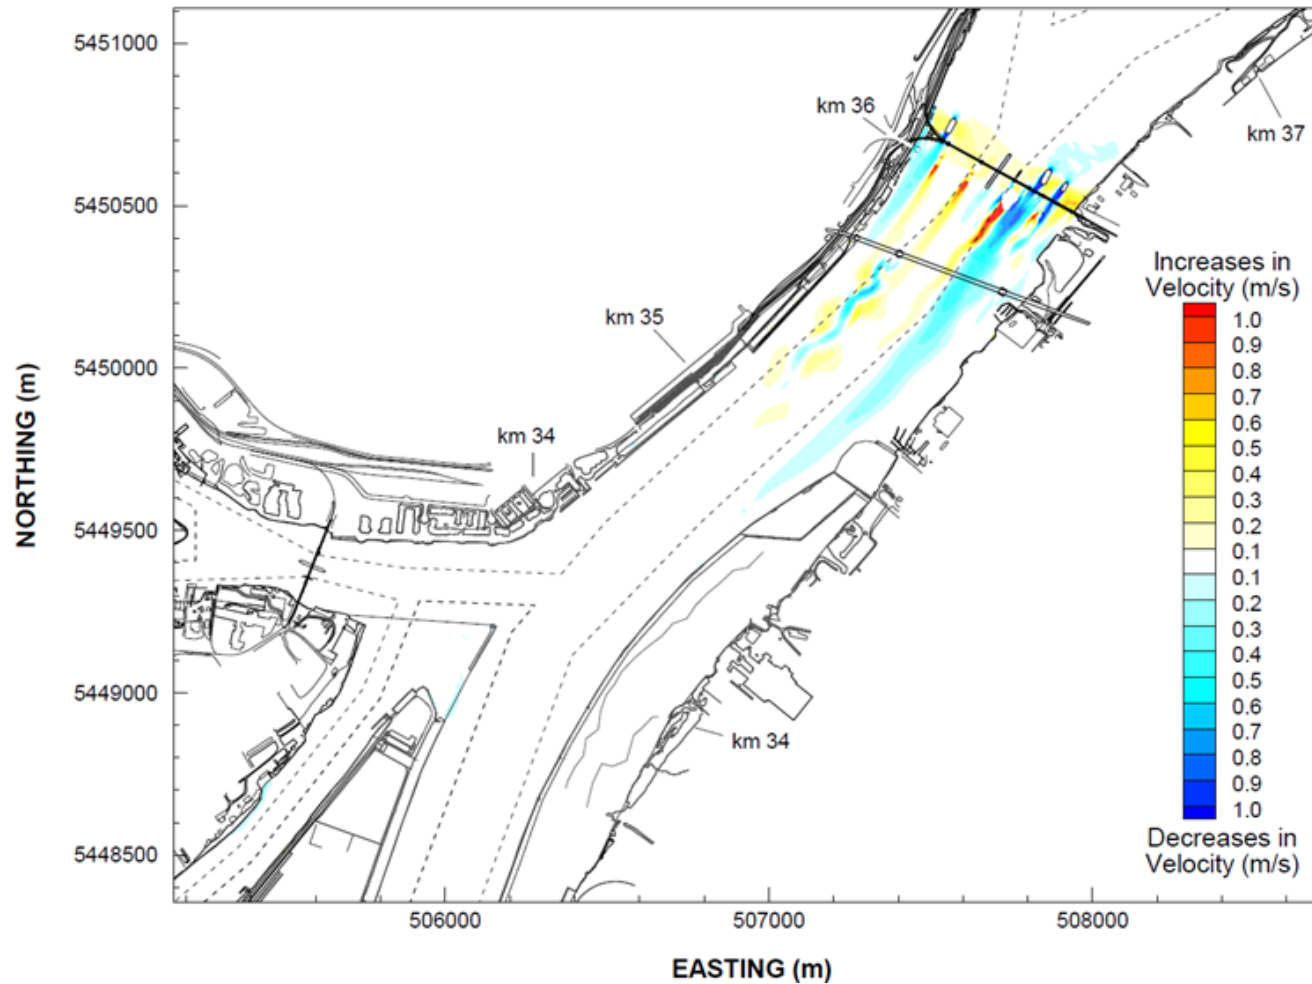 5451000
km 36
km 37
5450500
Increases in
Velocity (m/s)
km 35
1.0
0.9
5450000
0.8
0.7
0.6
km 34
0.5
0.4
0.3
NORTHING (m)
5449500
0.2
0.1
0.1
0.2
0.3
0.4
5449000
0.5
0.6
km 34
0.7
0.8
0.9
1.0
5448500
Decreases in
Velocity (m/s)
506000
507000
508000
EASTING (m)